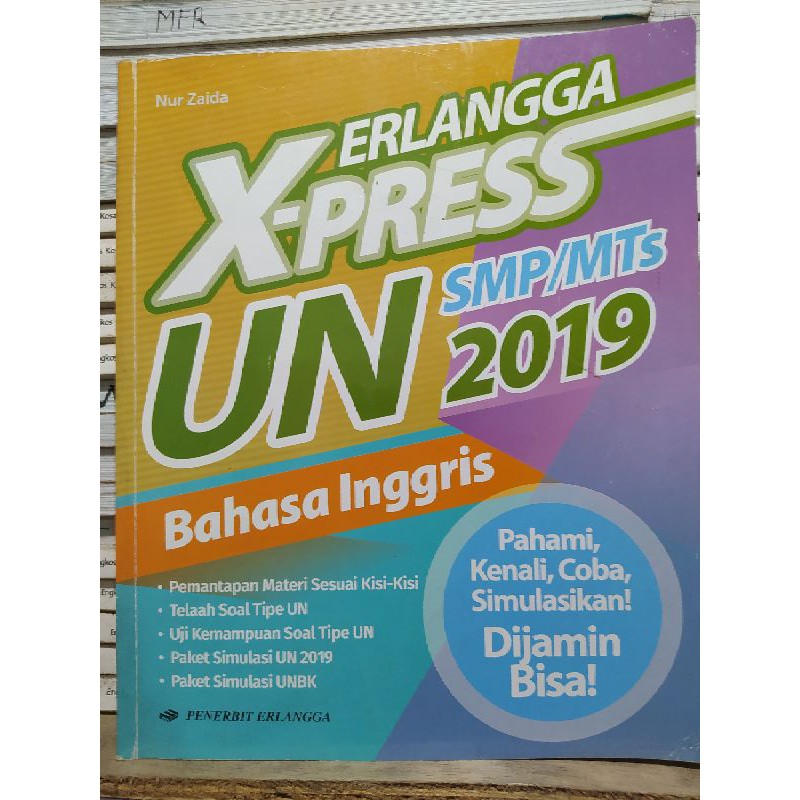 MFR
Nur Zaida
ERLANGGA
X-PRESS
UN
SMP/MTs
2019
Bahasa Inggris
• Pemantapan Materi Sesuai Kisi-Kisi
• Telaah Soal Tipe UN
• Uji Kemampuan Soal Tipe UN
• Paket Simulasi UN 2019
• Paket Simulasi UNBK
Pahami,
Kenali, Coba,
Simulasikan!
Dijamin
Bisa!
PENERBIT ERLANGGA